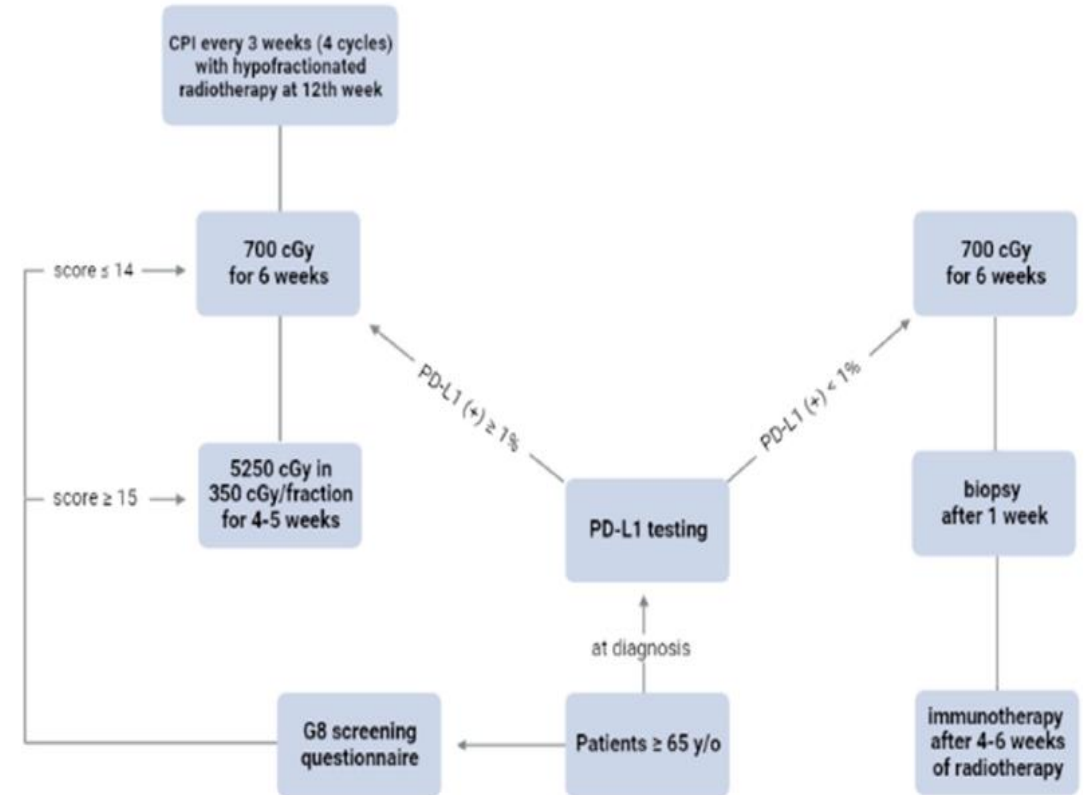 CPI every 3 weeks (4 cycles)
with hypofractionated
radiotherapy at 12th week
700 cGy
for 6 weeks
700 cGy
for 6 weeks
score ≤ 14
PD-L1 (+) ≥ 1%
PD-L1 (+) < 1%
5250 cGy in
350 cGy/fraction
for 4-5 weeks
score ≥ 15
biopsy
after 1 week
PD-L1 testing
at diagnosis
G8 screening
questionnaire
Patients ≥ 65 y/o
immunotherapy
after 4-6 weeks
of radiotherapy